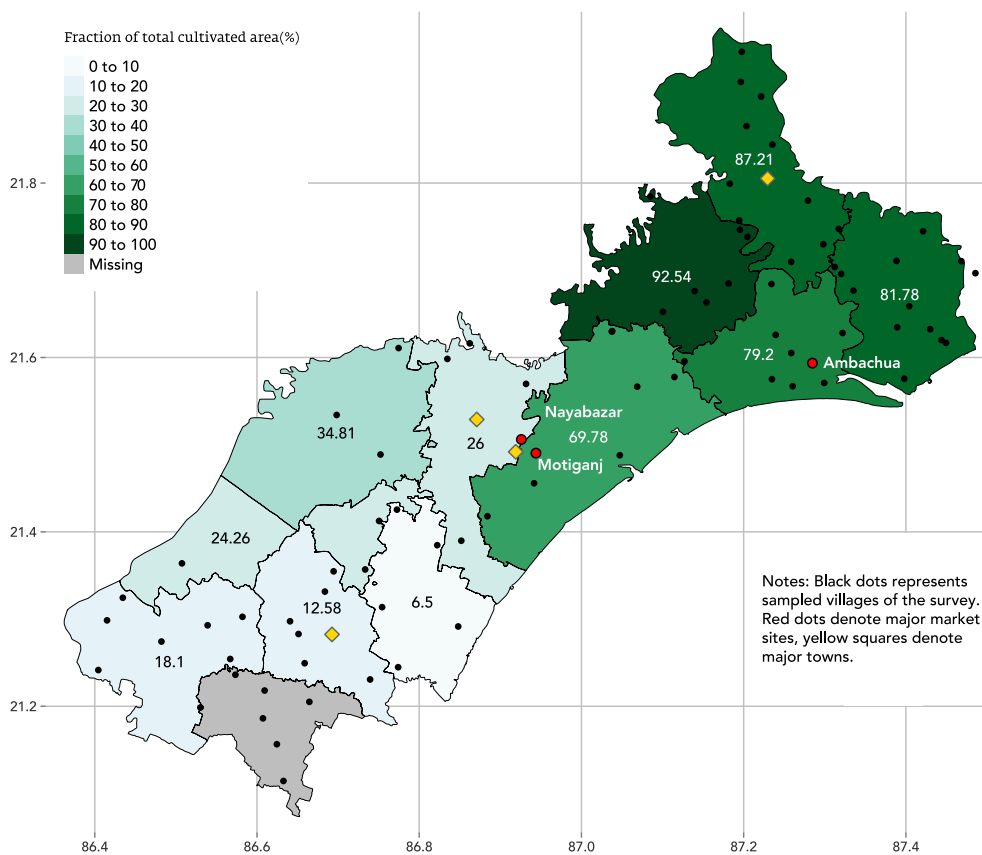 Fraction of total cultivated area(%)
0 to 10
10 to 20
20 to 30
30 to 40
40 to 50
50 to 60
60 to 70
70 to 80
80 to 90
90 to 100
Missing
87.21
21.8
92.54
81.78
21.6
79.2
Ambachua
Nayabazar
34.81
26
69.78
Motiganj
21.4
24.26
Notes: Black dots represents
sampled villages of the survey.
Red dots denote major market
sites, yellow squares denote
major towns.
12.58
6.5
18.1
21.2
86.4
86.6
86.8
87.0
87.2
87.4